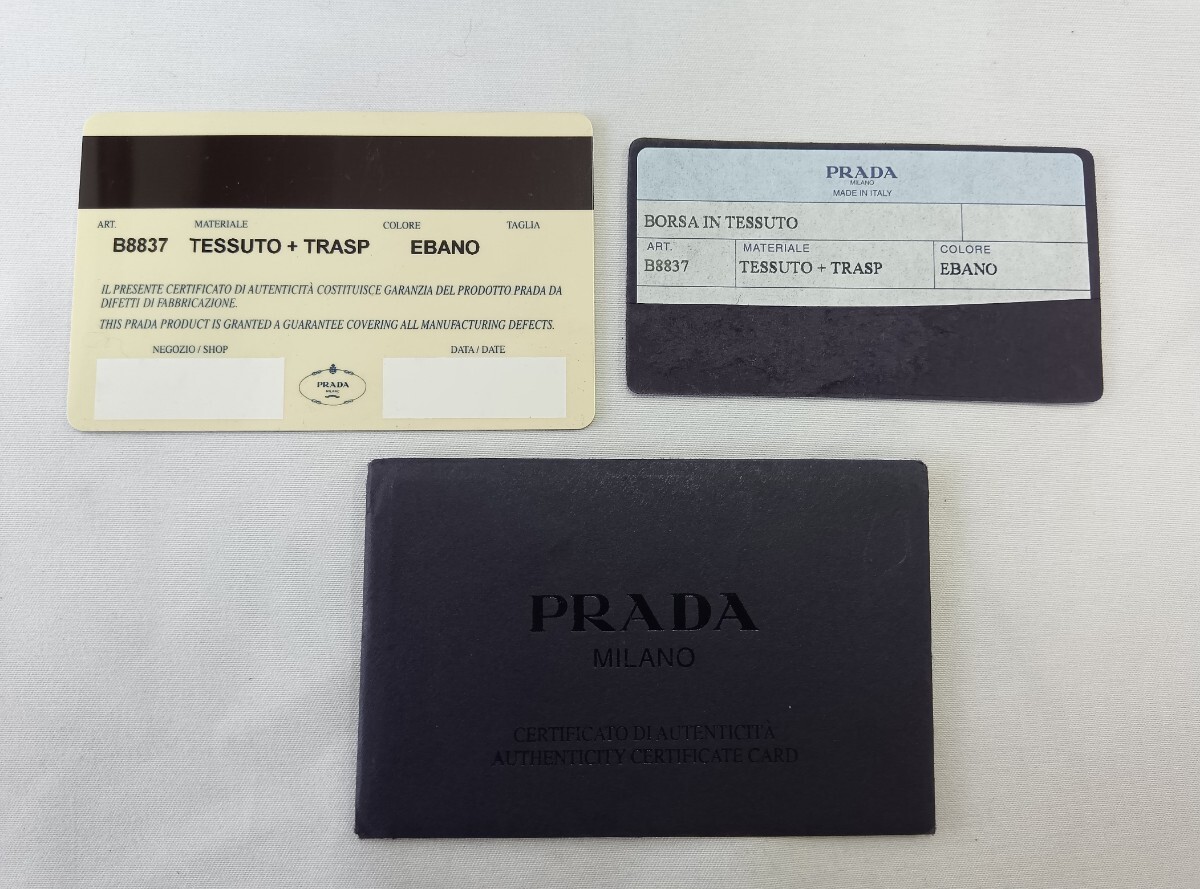 ART. MATERIALE COLORE TAGLIA
B8837 TESSUTO + TRASP EBANO
IL PRESENTE CERTIFICATO DI AUTENTICITÀ COSTITUISCE GARANZIA DEL PRODOTTO PRADA DA
DIFETTI DI FABBRICAZIONE.
THIS PRADA PRODUCT IS GRANTED A GUARANTEE COVERING ALL MANUFACTURING DEFECTS.
NEGOZIO / SHOP DATA / DATE
PRADA
MILANO
PRADA
MILANO
MADE IN ITALY
BORSA IN TESSUTO
ART. MATERIALE COLORE
B8837 TESSUTO + TRASP EBANO
PRADA
MILANO
CERTIFICATO DI AUTENTICITÀ
AUTHENTICITY CERTIFICATE CARD